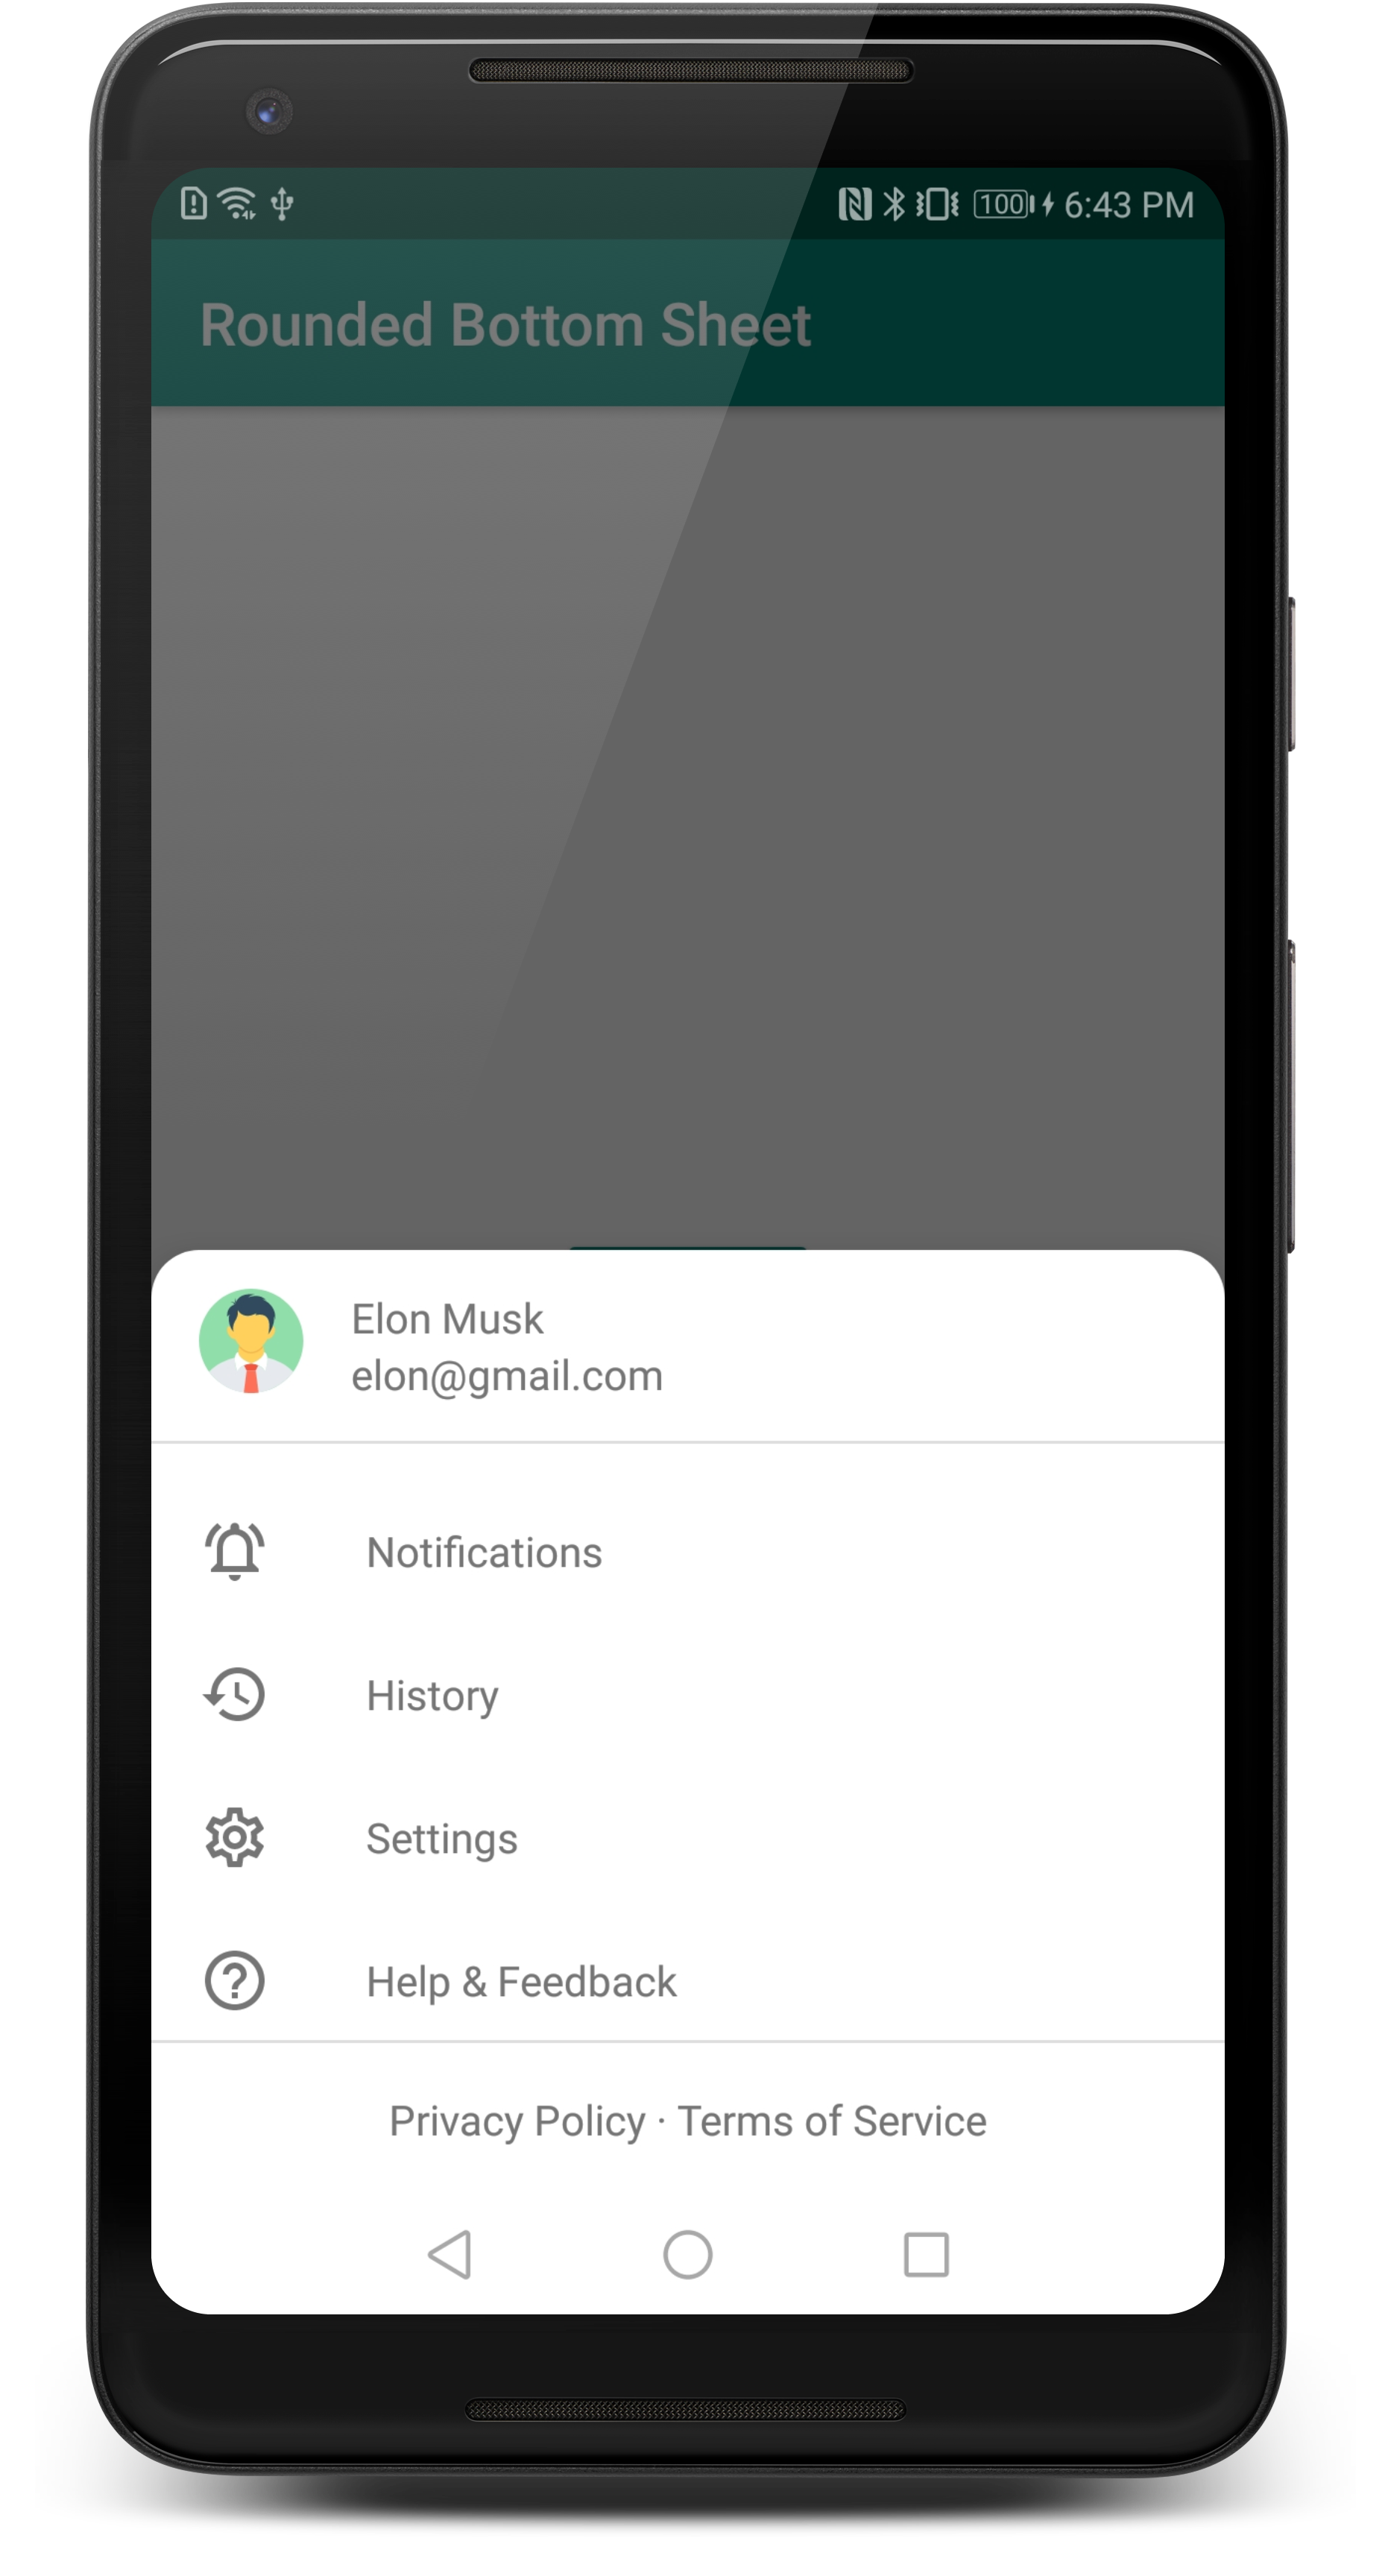 100 6:43 PM
Rounded Bottom Sheet
Elon Musk
elon@gmail.com
Notifications
History
Settings
Help & Feedback
Privacy Policy · Terms of Service